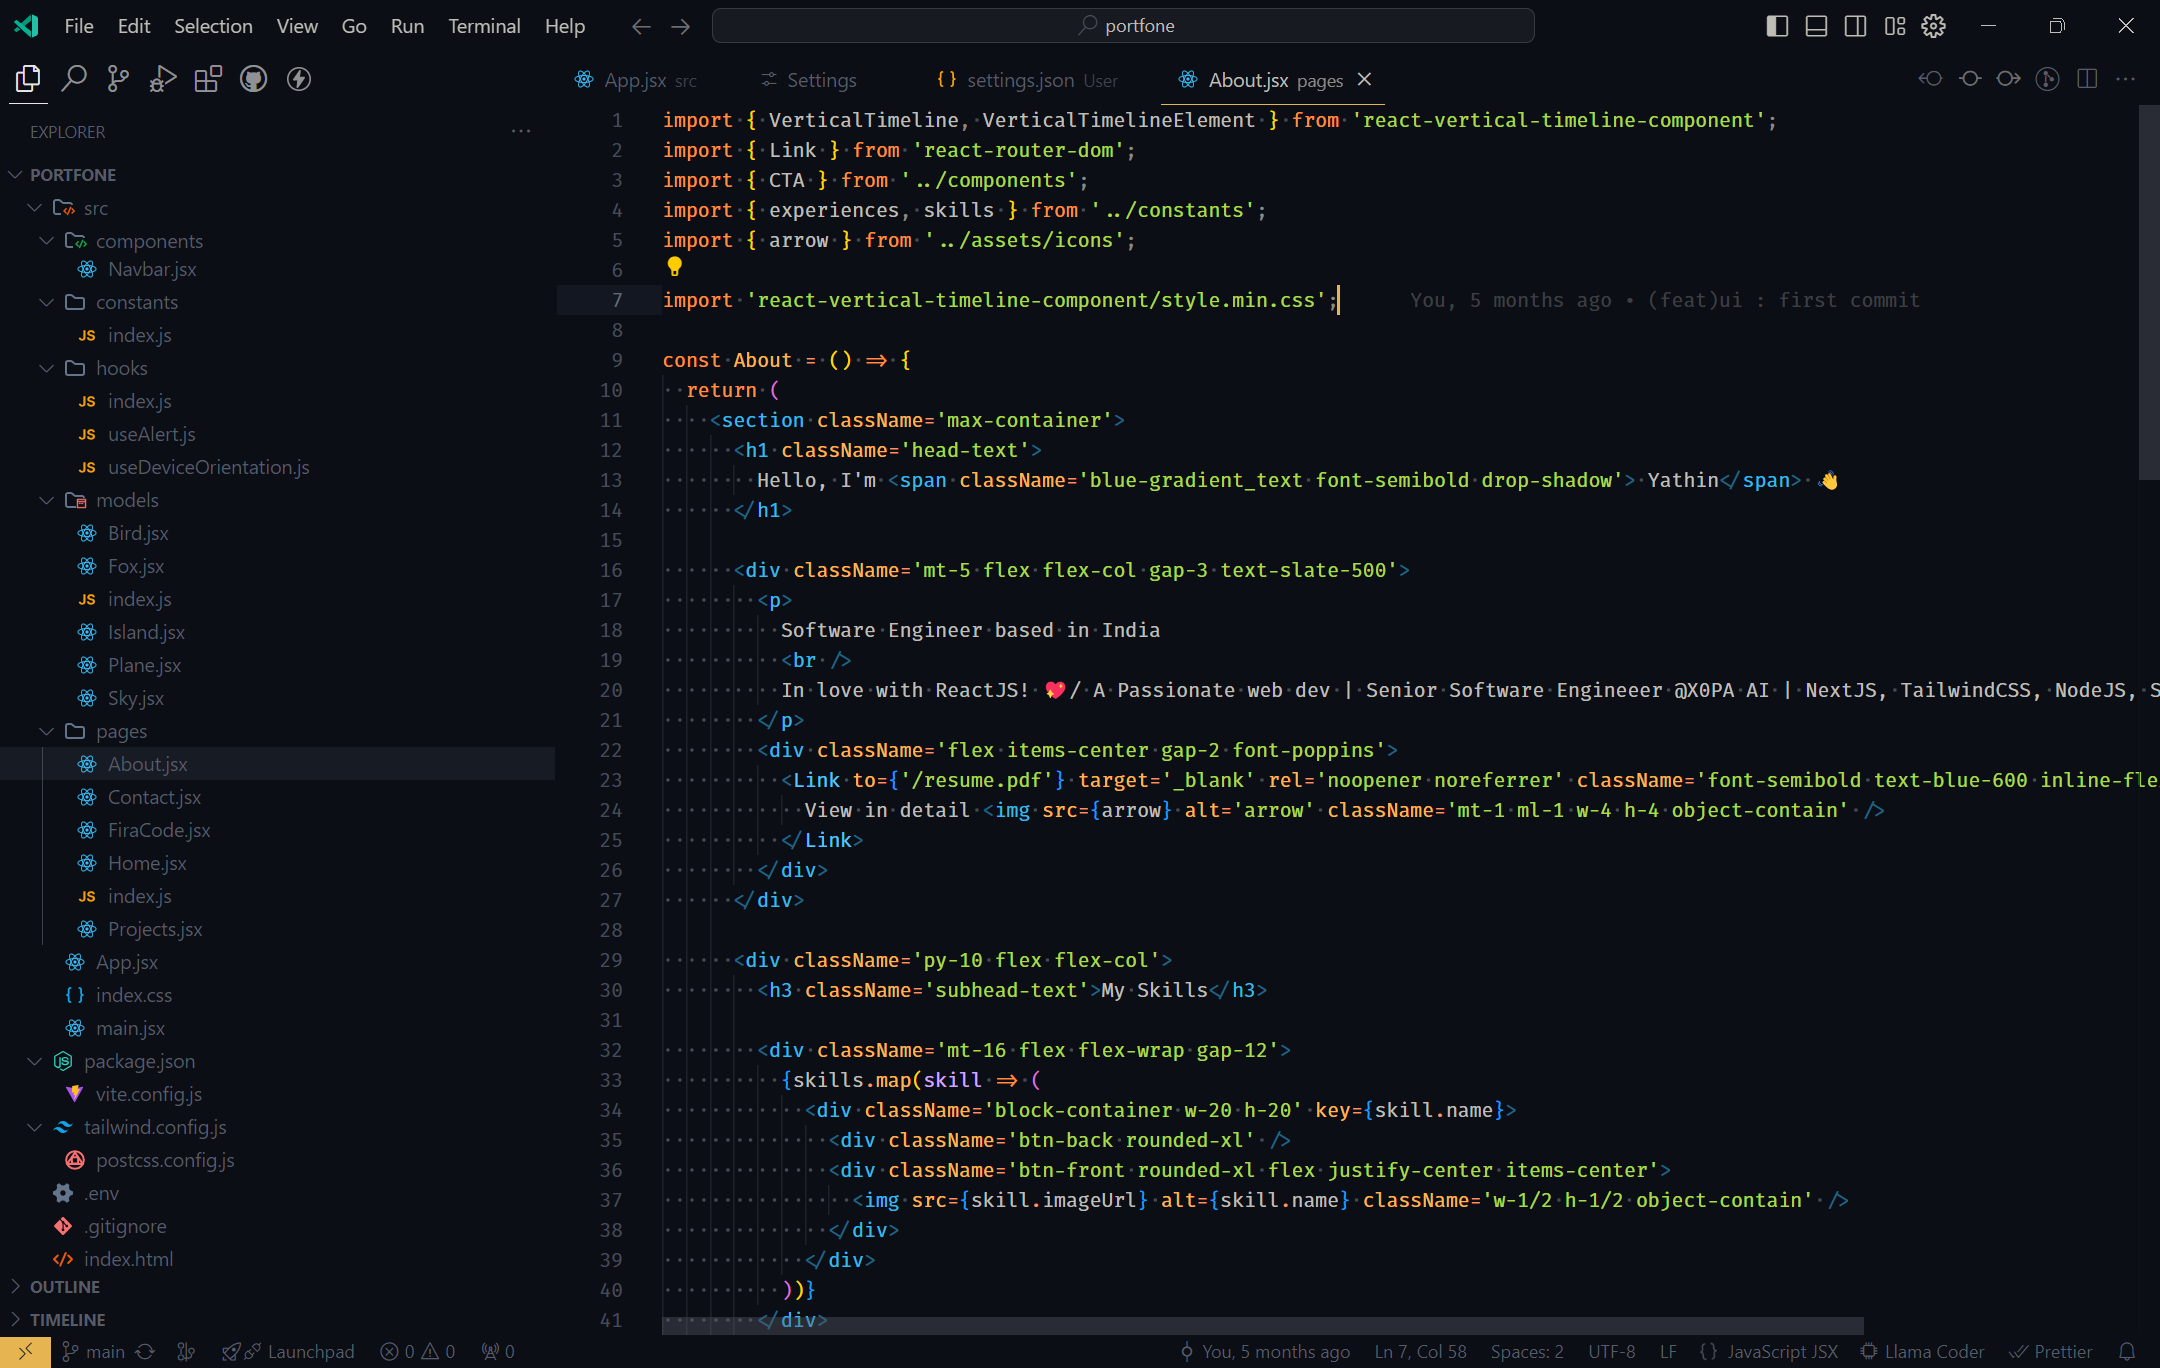 File Edit Selection View Go Run Terminal Help
portfone
EXPLORER
PORTFONE
src
components
Navbar.jsx
constants
JS index.js
hooks
JS index.js
JS useAlert.js
JS useDeviceOrientation.js
models
Bird.jsx
Fox.jsx
JS index.js
Island.jsx
Plane.jsx
Sky.jsx
pages
About.jsx
Contact.jsx
FiraCode.jsx
Home.jsx
JS index.js
Projects.jsx
App.jsx
{ } index.css
main.jsx
package.json
vite.config.js
tailwind.config.js
postcss.config.js
.env
.gitignore
</> index.html
OUTLINE
TIMELINE
App.jsx src Settings {} settings.json User About.jsx pages
1 import { VerticalTimeline, VerticalTimelineElement } from 'react-vertical-timeline-component';
2 import { Link } from 'react-router-dom';
3 import { CTA } from '../components';
4 import { experiences, skills } from '../constants';
5 import { arrow } from '../assets/icons';
6
7 import 'react-vertical-timeline-component/style.min.css'; You, 5 months ago • (feat)ui : first commit
8
9 const About = () => {
10 return (
11 <section className='max-container'>
12 <h1 className='head-text'>
13 Hello, I'm <span className='blue-gradient_text font-semibold drop-shadow'> Yathin</span> 👋
14 </h1>
15
16 <div className='mt-5 flex flex-col gap-3 text-slate-500'>
17 <p>
18 Software Engineer based in India
19 <br />
20 In love with ReactJS! 💖/ A Passionate web dev | Senior Software Engineeer @X0PA AI | NextJS, TailwindCSS, NodeJS, S
21 </p>
22 <div className='flex items-center gap-2 font-poppins'>
23 <Link to={'/resume.pdf'} target='_blank' rel='noopener noreferrer' className='font-semibold text-blue-600 inline-fle
24 View in detail <img src={arrow} alt='arrow' className='mt-1 ml-1 w-4 h-4 object-contain' />
25 </Link>
26 </div>
27 </div>
28
29 <div className='py-10 flex flex-col'>
30 <h3 className='subhead-text'>My Skills</h3>
31
32 <div className='mt-16 flex flex-wrap gap-12'>
33 {skills.map(skill => (
34 <div className='block-container w-20 h-20' key={skill.name}>
35 <div className='btn-back rounded-xl' />
36 <div className='btn-front rounded-xl flex justify-center items-center'>
37 <img src={skill.imageUrl} alt={skill.name} className='w-1/2 h-1/2 object-contain' />
38 </div>
39 </div>
40 ))}
41 </div>
main Launchpad 0 0 0 You, 5 months ago Ln 7, Col 58 Spaces: 2 UTF-8 LF {} JavaScript JSX Llama Coder Prettier